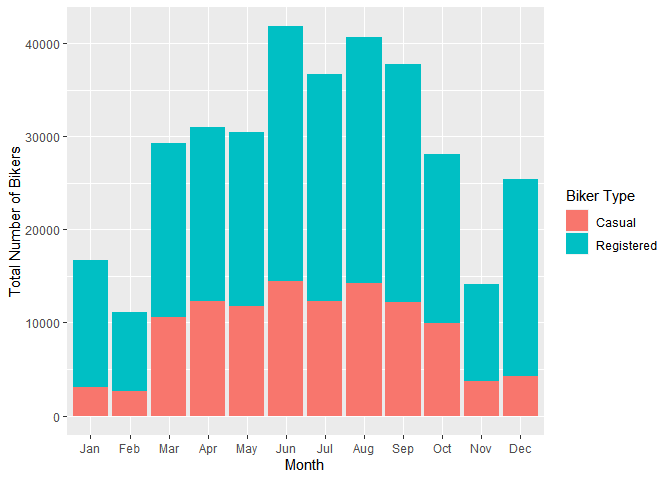 Total Number of Bikers
40000
30000
20000
10000
0
Jan Feb Mar Apr May Jun Jul Aug Sep Oct Nov Dec
Month
Biker Type
Casual
Registered